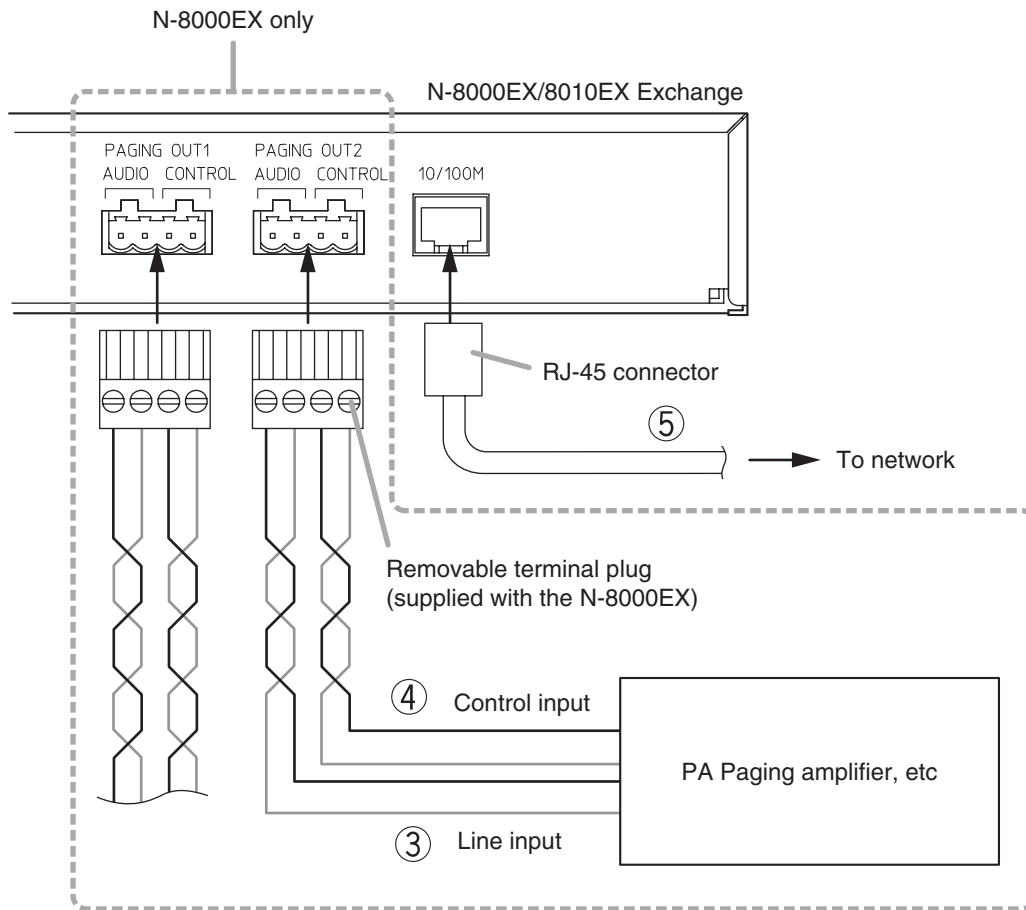 N-8000EX only
N-8000EX/8010EX Exchange
PAGING OUT1
AUDIO CONTROL
PAGING OUT2
AUDIO CONTROL
10/100M
RJ-45 connector
⑤
To network
Removable terminal plug
(supplied with the N-8000EX)
④ Control input
PA Paging amplifier, etc
③ Line input